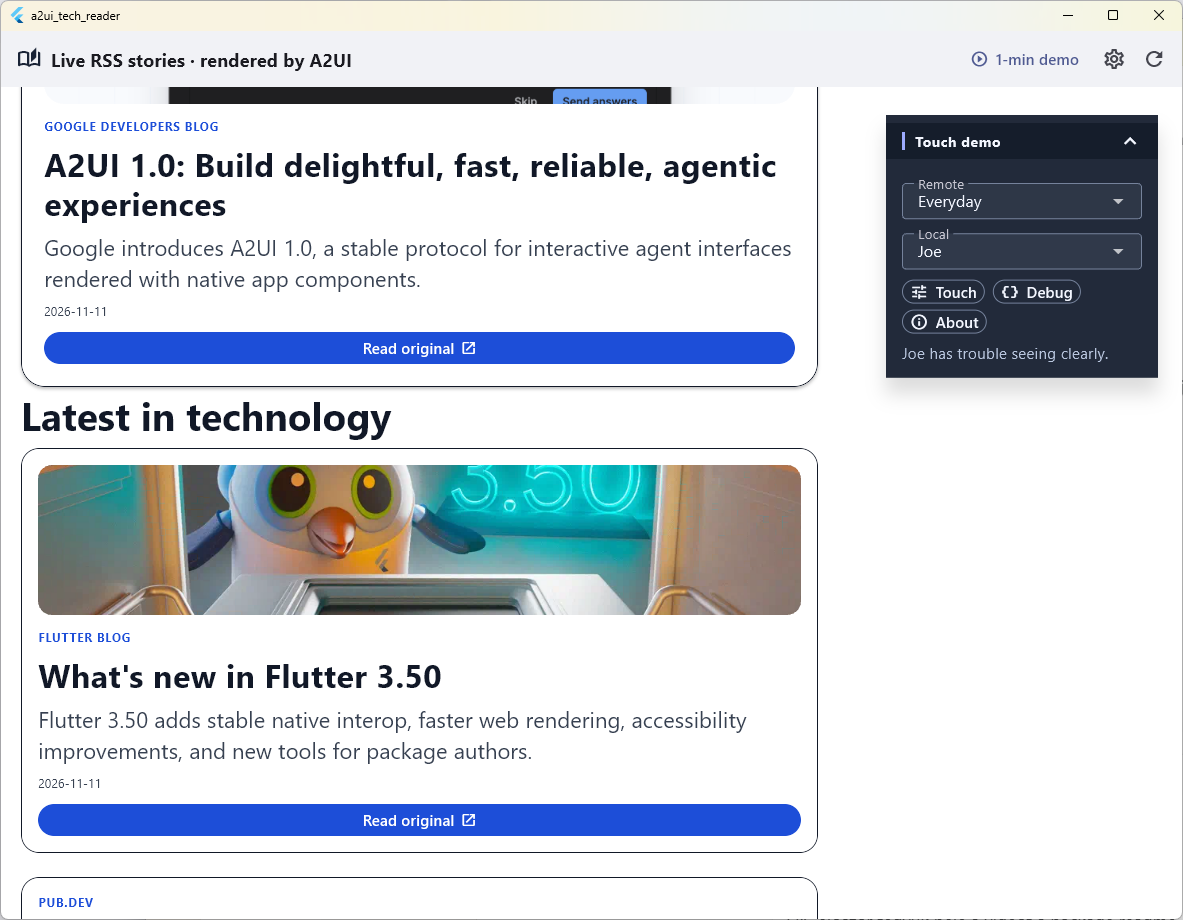 a2ui_tech_reader
Live RSS stories · rendered by A2UI
1-min demo
Skip
Send answers
GOOGLE DEVELOPERS BLOG
A2UI 1.0: Build delightful, fast, reliable, agentic
experiences
Google introduces A2UI 1.0, a stable protocol for interactive agent interfaces
rendered with native app components.
2026-11-11
Read original
Touch demo
Remote
Everyday
Local
Joe
Touch
Debug
About
Joe has trouble seeing clearly.
Latest in technology
3.50
FLUTTER BLOG
What's new in Flutter 3.50
Flutter 3.50 adds stable native interop, faster web rendering, accessibility
improvements, and new tools for package authors.
2026-11-11
Read original
PUB.DEV